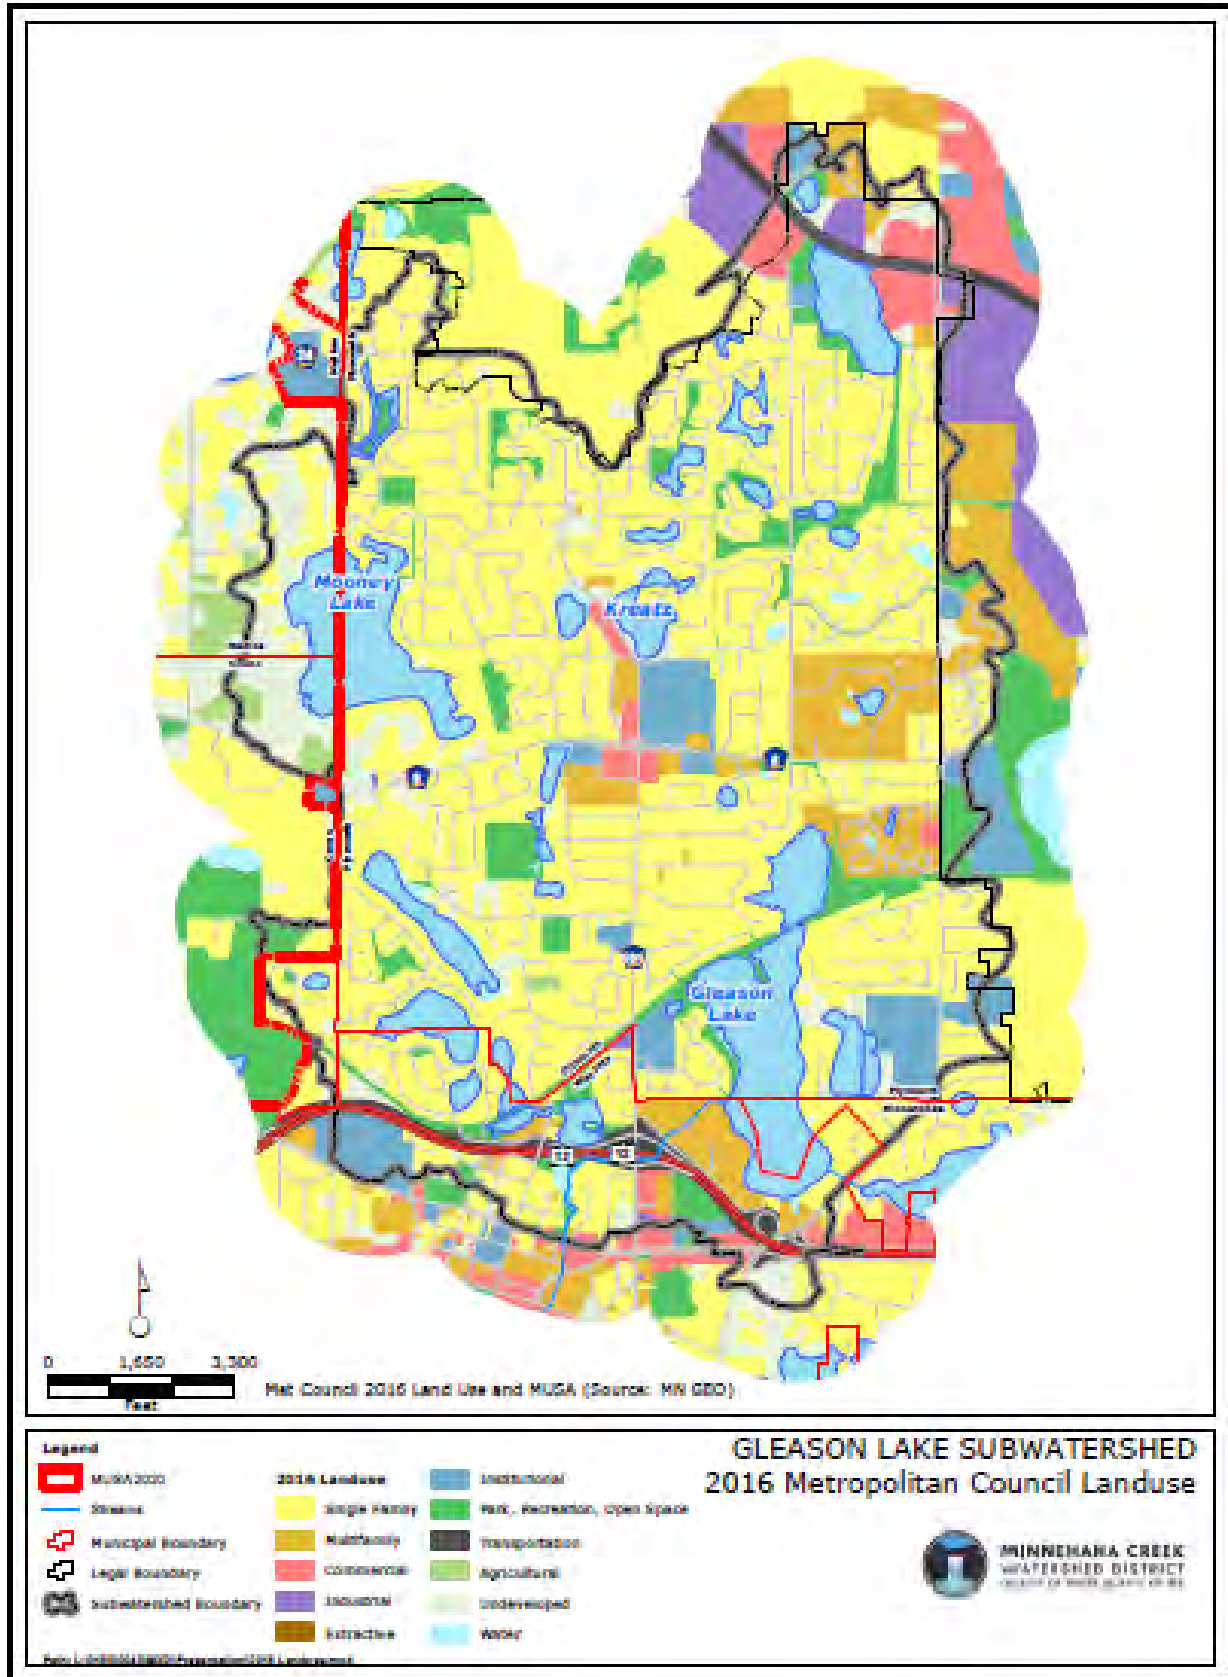 Mooney
Lake
Kreatz
Gleason
Lake
12
12
0 1,650 3,300
Feet
Met Council 2016 Land Use and MUSA (Source: MN GEO)
Legend
MUSA 2020
Streams
Municipal Boundary
Legal Boundary
Subwatershed Boundary
2016 Landuse
Single Family
Multifamily
Commercial
Industrial
Extractive
Institutional
Park, Recreation, Open Space
Transportation
Agricultural
Undeveloped
Water
GLEASON LAKE SUBWATERSHED
2016 Metropolitan Council Landuse
MINNEHAHA CREEK
WATERSHED DISTRICT